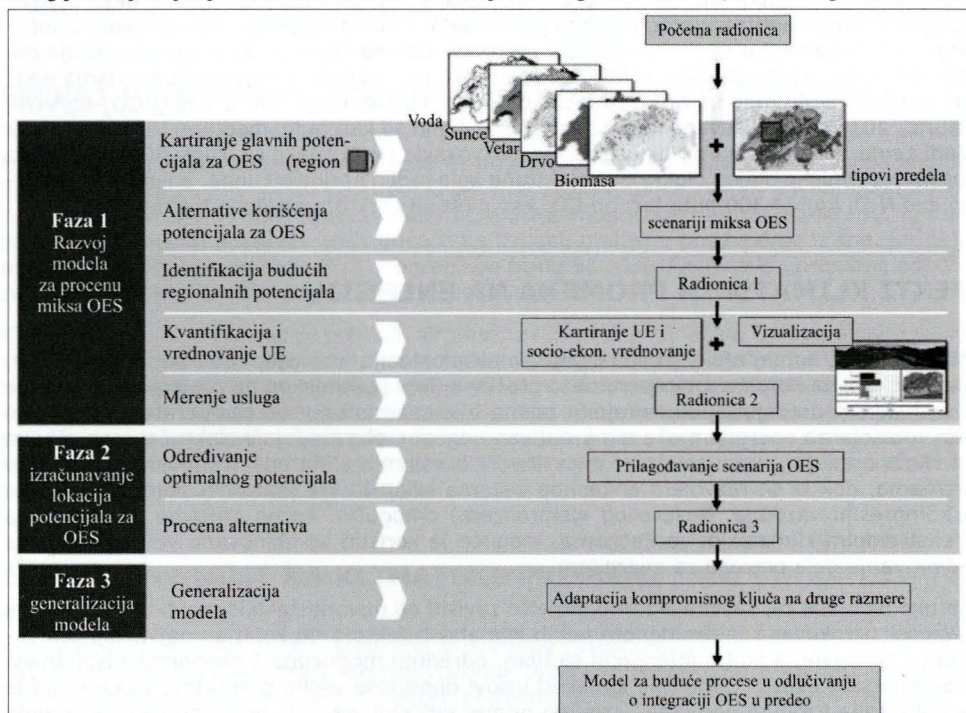 Početna radionica
Voda
Sunce
Vetar
Drvo
Biomasa
tipovi predela
Faza 1
Razvoj
modela
za procenu
miksa OES
Kartiranje glavnih poten-
cijala za OES (region )
Alternative korišćenja
potencijala za OES
scenariji miksa OES
Identifikacija budućih
regionalnih potencijala
Radionica 1
Kvantifikacija i
vrednovanje UE
Kartiranje UE i
socio-ekon. vrednovanje
Vizualizacija
Merenje usluga
Radionica 2
Faza 2
izračunavanje
lokacija
potencijala za
OES
Određivanje
optimalnog potencijala
Prilagođavanje scenarija OES
Procena alternativa
Radionica 3
Faza 3
generalizacija
modela
Generalizacija
modela
Adaptacija kompromisnog ključa na druge razmere
Model za buduće procese u odlučivanju
o integraciji OES u predeo